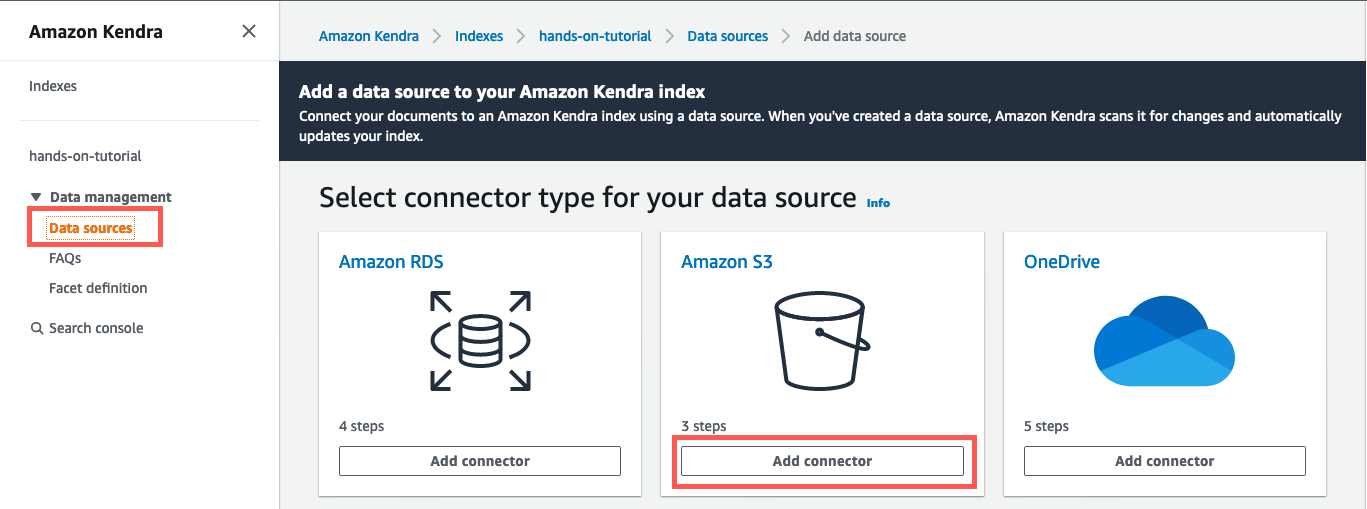 Amazon Kendra
Indexes
hands-on-tutorial
Data management
Data sources
FAQs
Facet definition
Search console
Amazon Kendra > Indexes > hands-on-tutorial > Data sources > Add data source
Add a data source to your Amazon Kendra index
Connect your documents to an Amazon Kendra index using a data source. When you've created a data source, Amazon Kendra scans it for changes and automatically
updates your index.
Select connector type for your data source Info
Amazon RDS
4 steps
Add connector
Amazon S3
3 steps
Add connector
OneDrive
5 steps
Add connector